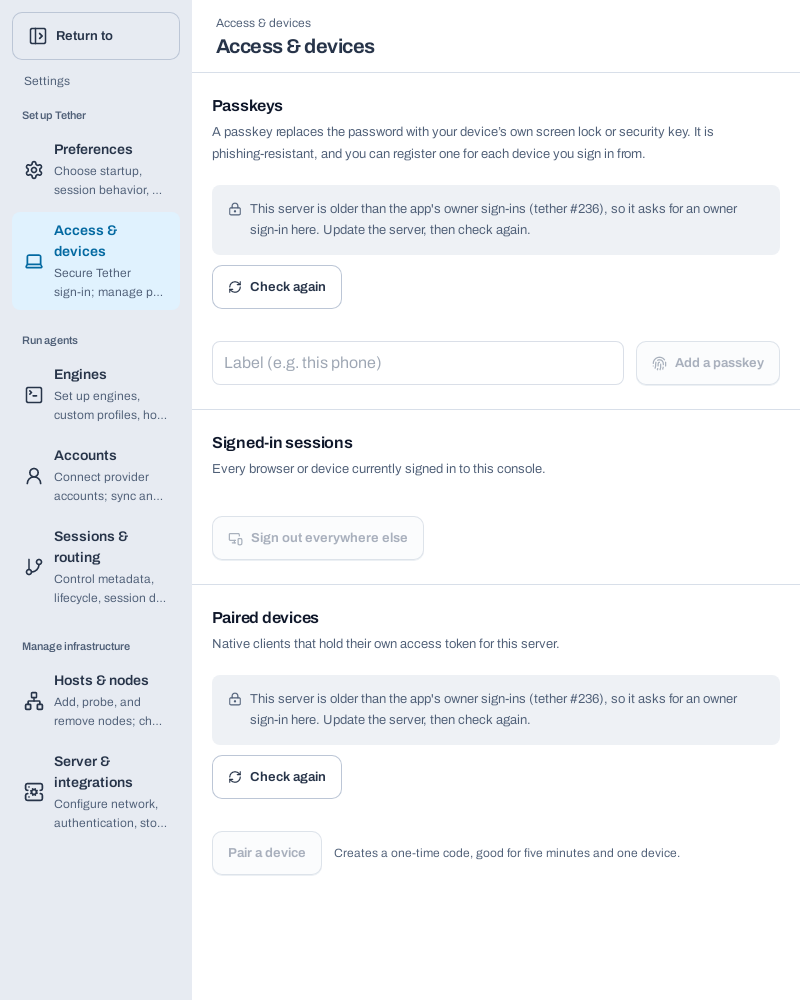 Return to
Settings
Set up Tether
Preferences
Choose startup,
session behavior, ...
Access &
devices
Secure Tether
sign-in; manage p...
Run agents
Engines
Set up engines,
custom profiles, ho...
Accounts
Connect provider
accounts; sync an...
Sessions &
routing
Control metadata,
lifecycle, session d...
Manage infrastructure
Hosts & nodes
Add, probe, and
remove nodes; ch...
Server &
integrations
Configure network,
authentication, sto...
Access & devices
Access & devices
Passkeys
A passkey replaces the password with your device's own screen lock or security key. It is
phishing-resistant, and you can register one for each device you sign in from.
This server is older than the app's owner sign-ins (tether #236), so it asks for an owner
sign-in here. Update the server, then check again.
Check again
Label (e.g. this phone)
Add a passkey
Signed-in sessions
Every browser or device currently signed in to this console.
Sign out everywhere else
Paired devices
Native clients that hold their own access token for this server.
This server is older than the app's owner sign-ins (tether #236), so it asks for an owner
sign-in here. Update the server, then check again.
Check again
Pair a device
Creates a one-time code, good for five minutes and one device.